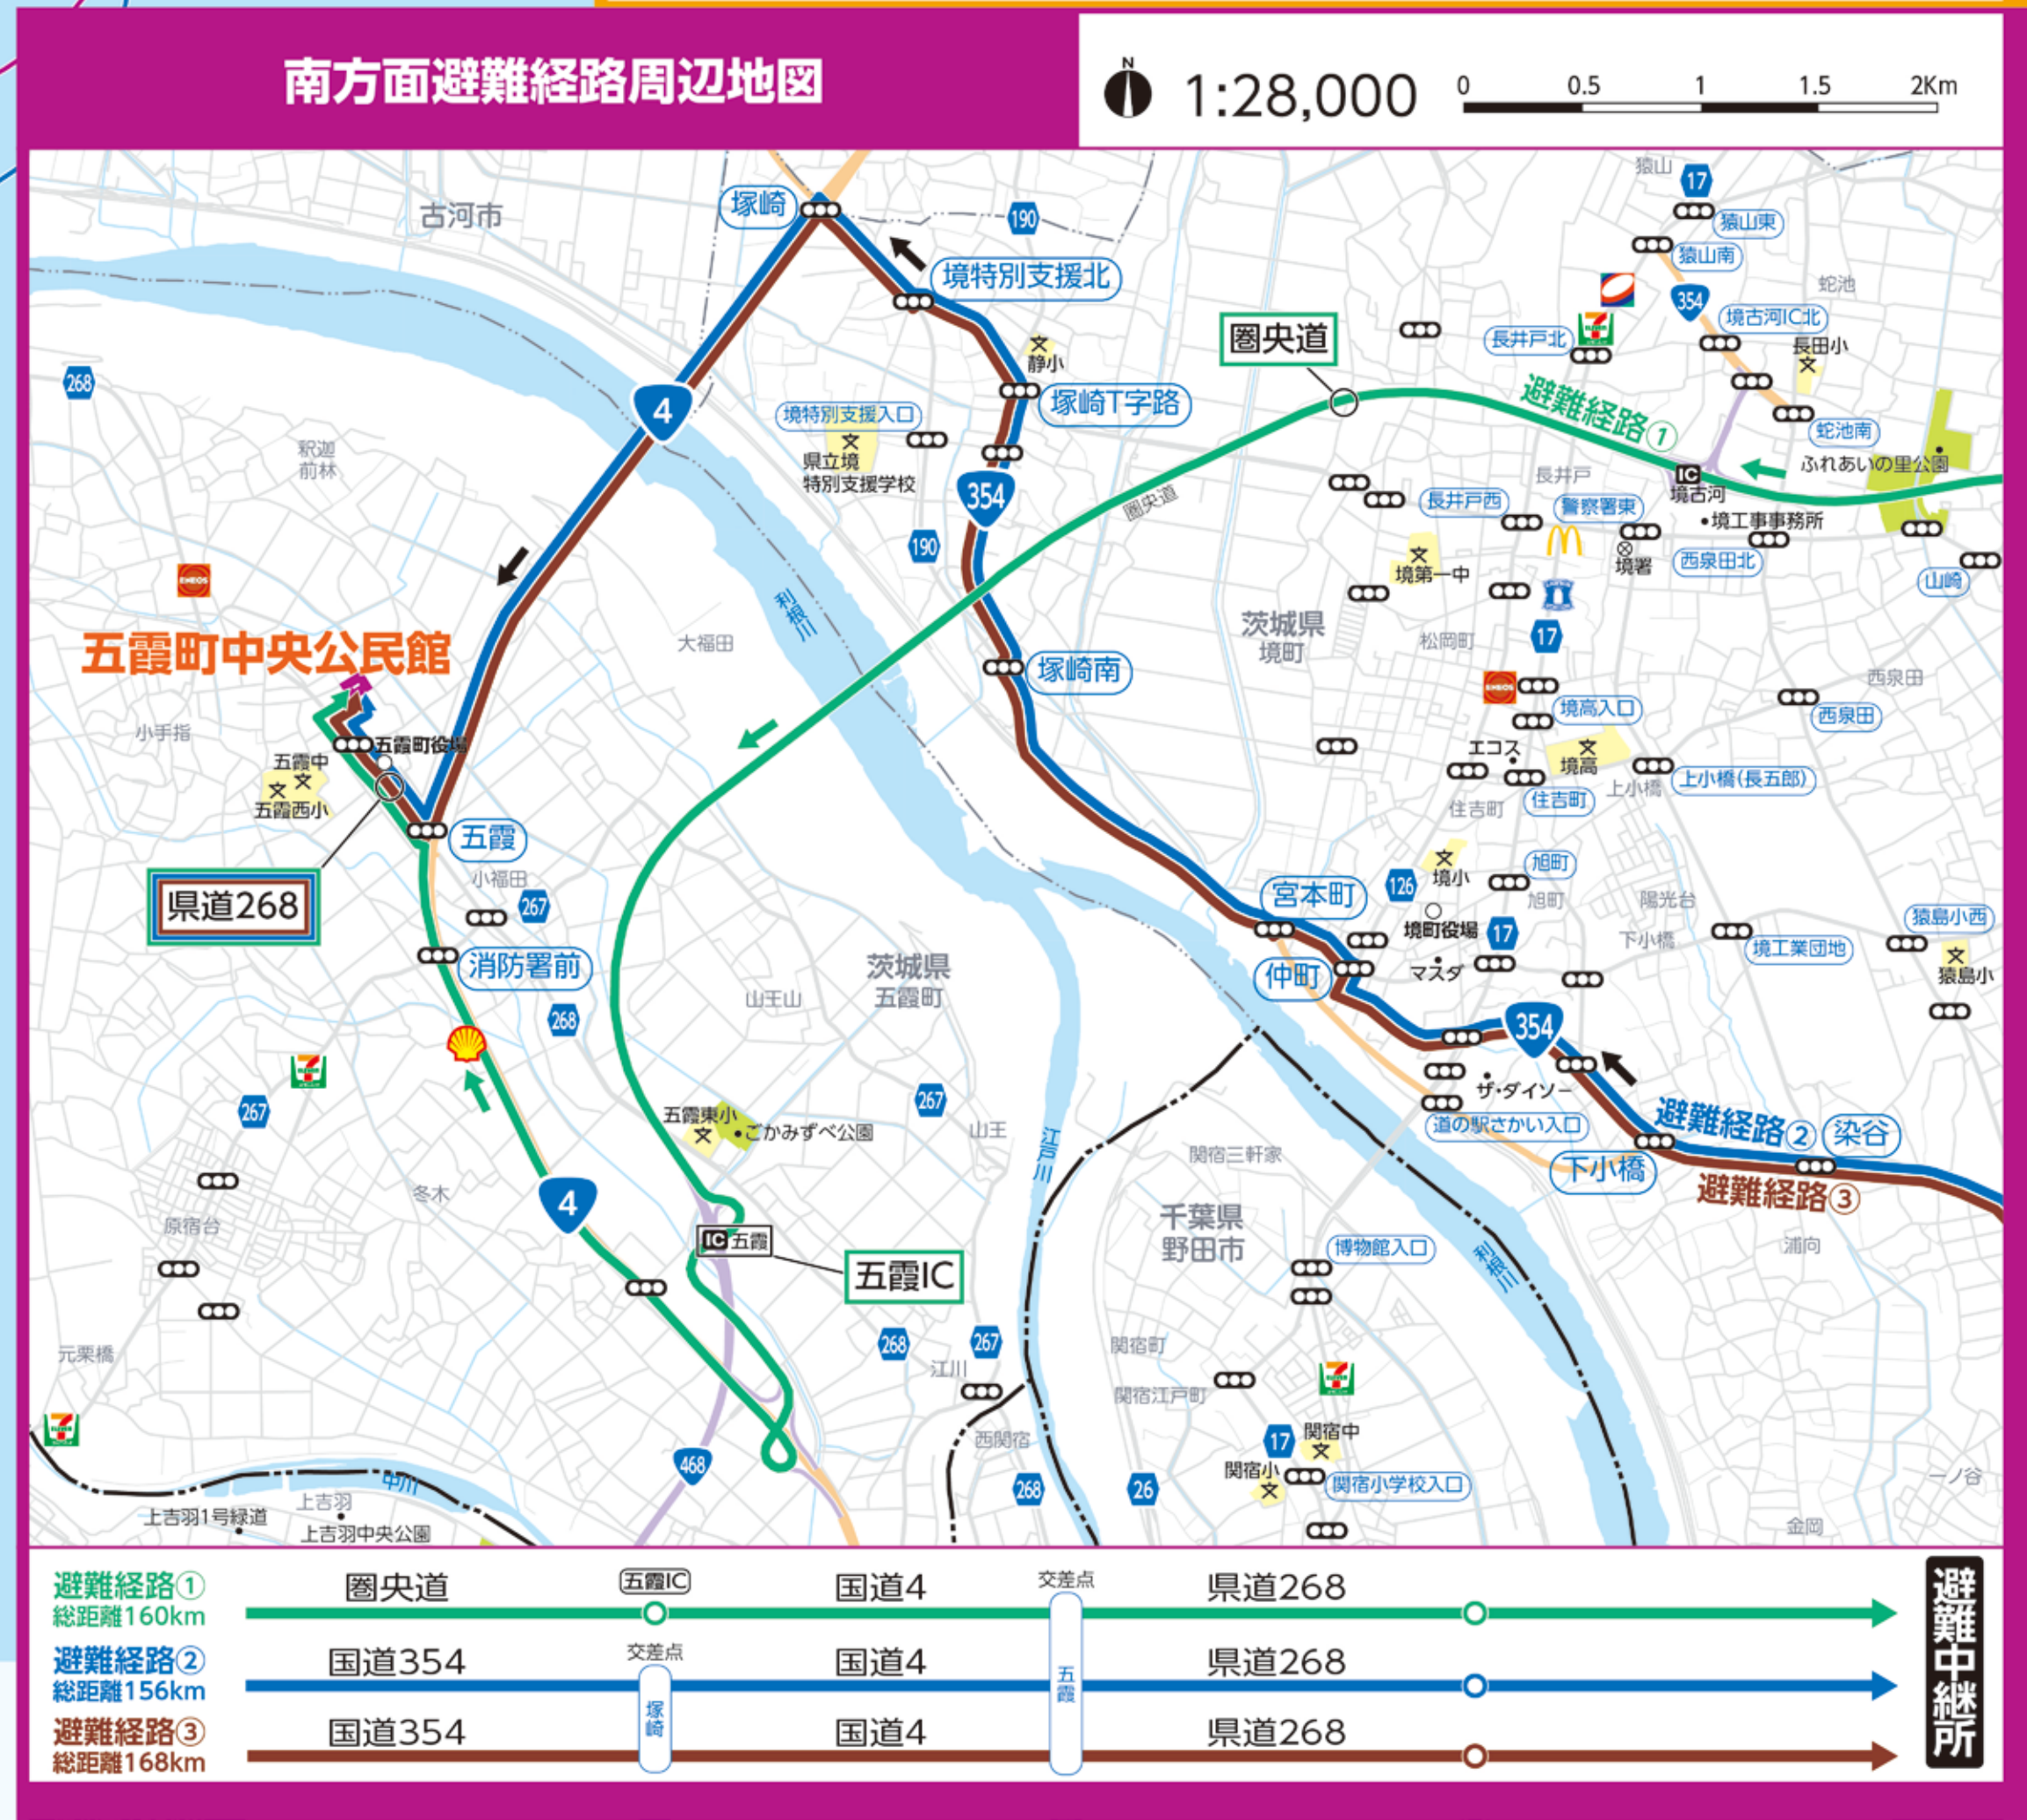 南方面避難経路周辺地図
N
1:28,000
0 0.5 1 1.5 2Km
猿山
17
猿山東
猿山南
塚崎
古河市
190
境特別支援北
蛇池
354
境古河IC北
長井戸北
長田小
圏央道
静小
268
4
塚崎T字路
避難経路①
境特別支援入口
県立境
特別支援学校
蛇池南
釈迦
前林
ふれあいの里公園
IC
境古河
長井戸
354
圏央道
長井戸西
警察署東
境工事事務所
190
境署
西泉田北
境第一中
山崎
ENEOS
利根川
大福田
茨城県
境町
松岡町
17
五霞町中央公民館
塚崎南
西泉田
ENEOS
境高入口
西泉田
小手指
五霞町役場
エコス
境高
五霞中
五霞西小
上小橋
上小橋(長五郎)
住吉町
住吉町
五霞
小福田
旭町
境小
126
旭町
陽光台
県道268
267
宮本町
境町役場
17
下小橋
境工業団地
猿島小西
猿島小
消防署前
茨城県
五霞町
仲町
マスダ
山王山
268
354
ザ・ダイソー
267
267
五霞東小
ごかみずべ公園
山王
江戸川
道の駅さかい入口
避難経路②
染谷
関宿三軒家
下小橋
避難経路③
冬木
4
原宿台
千葉県
野田市
IC 五霞
五霞IC
博物館入口
利根川
浦向
268
267
関宿町
元栗橋
江川
関宿江戸町
西関宿
17
関宿中
468
関宿小
関宿小学校入口
268
26
一ノ谷
中川
上吉羽1号緑道
上吉羽
上吉羽中央公園
金岡
避難経路①
総距離160km
圏央道
五霞IC
国道4
交差点
県道268
避難経路②
総距離156km
国道354
交差点
国道4
県道268
塚崎
五霞
避難経路③
総距離168km
国道354
国道4
県道268
避難中継所